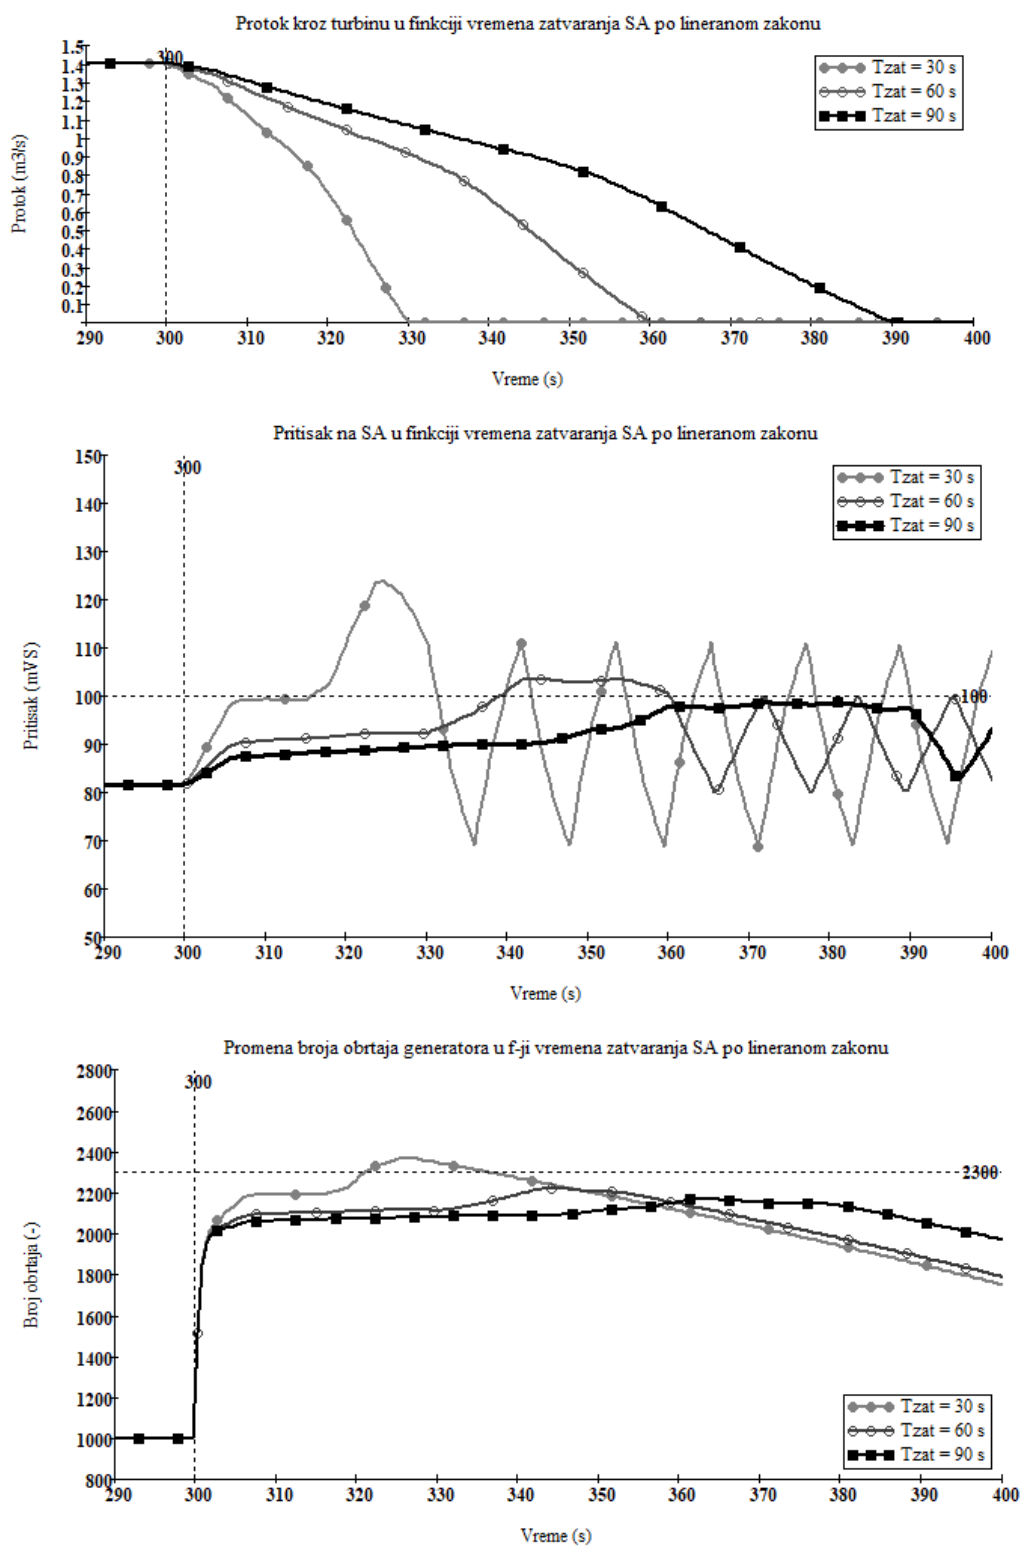 Protok kroz turbinu u finkciji vremena zatvaranja SA po lineranom zakonu
300
Tzat = 30 s
Tzat = 60 s
Tzat = 90 s
Protok (m3/s)
1.5
1.4
1.3
1.2
1.1
1
0.9
0.8
0.7
0.6
0.5
0.4
0.3
0.2
0.1
290 300 310 320 330 340 350 360 370 380 390 400
Vreme (s)
Pritisak na SA u finkciji vremena zatvaranja SA po lineranom zakonu
300
Tzat = 30 s
Tzat = 60 s
Tzat = 90 s
Pritisak (mVS)
150
140
130
120
110
100
100
90
80
70
60
50
290 300 310 320 330 340 350 360 370 380 390 400
Vreme (s)
Promena broja obrtaja generatora u f-ji vremena zatvaranja SA po lineranom zakonu
300
Broj obrtaja (-)
2800
2600
2400
2300
2200
2000
1800
1600
1400
1200
1000
800
Tzat = 30 s
Tzat = 60 s
Tzat = 90 s
290 300 310 320 330 340 350 360 370 380 390 400
Vreme (s)